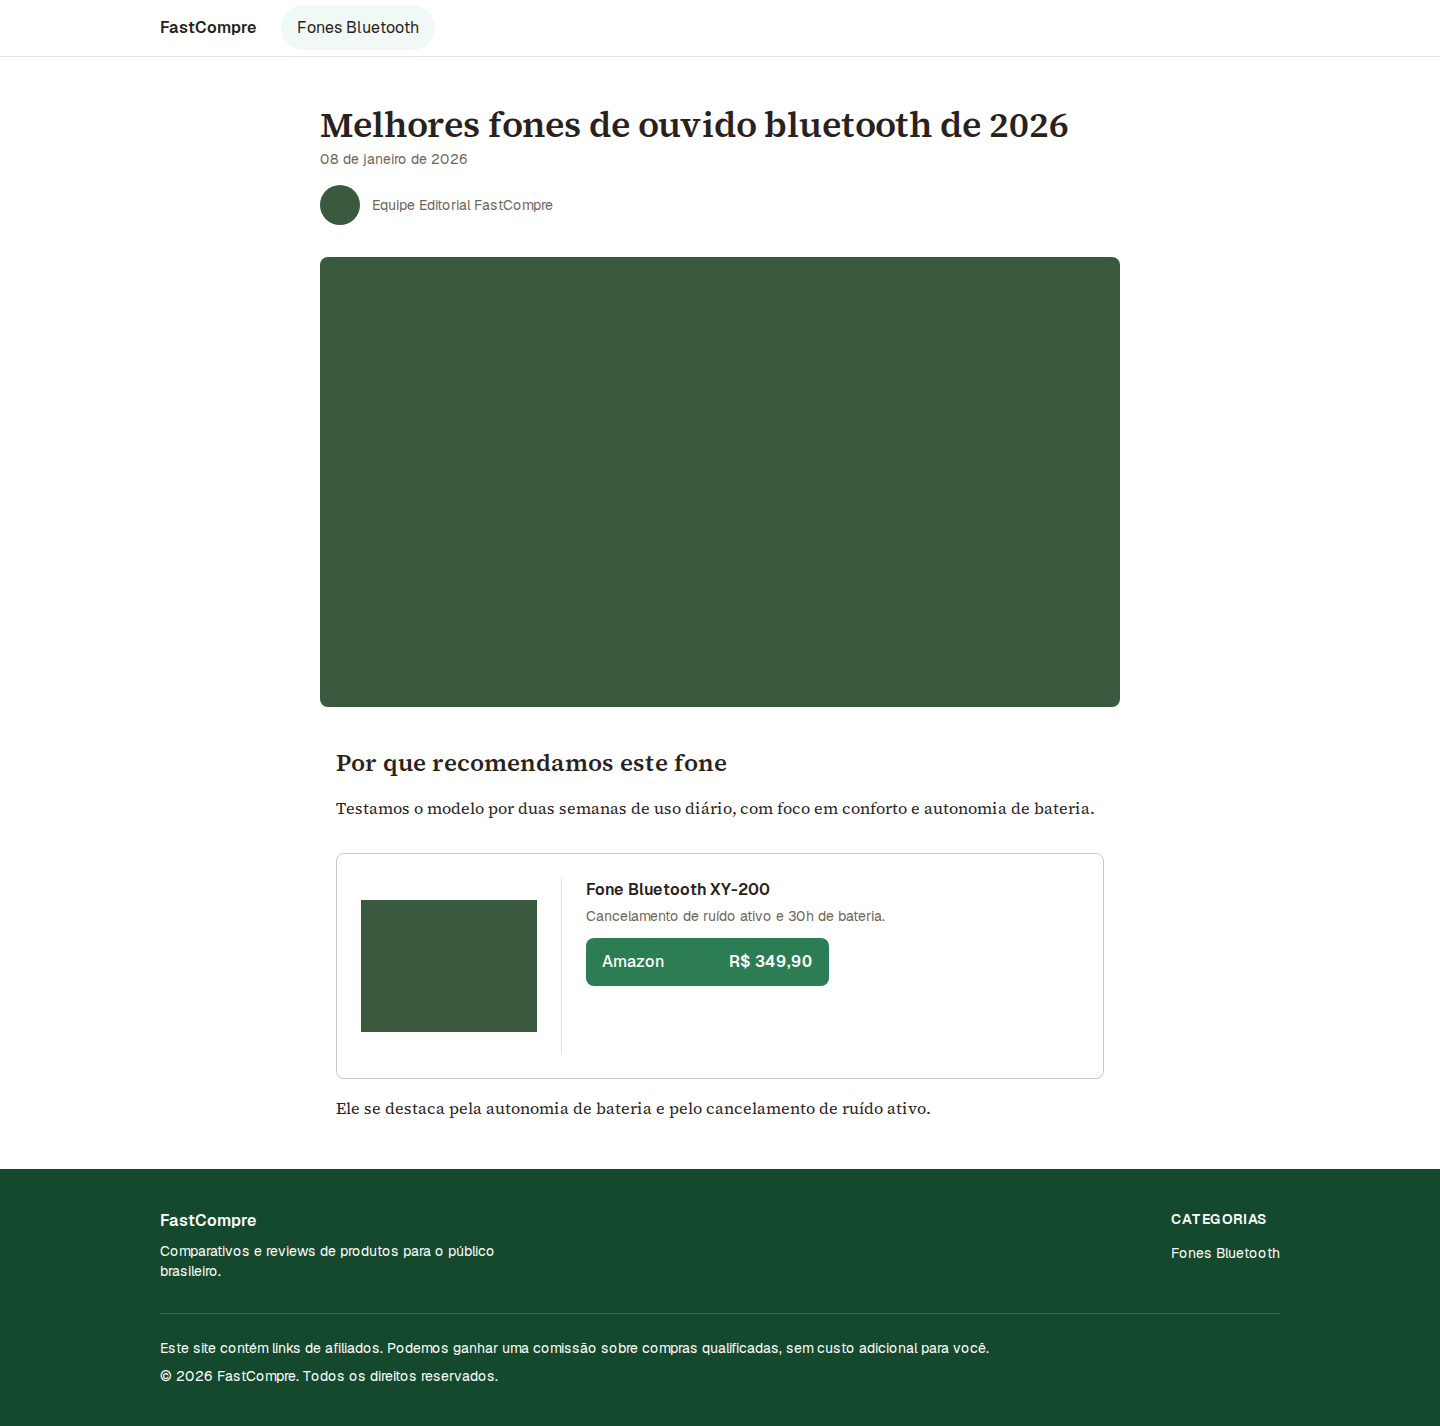 FastCompre
Fones Bluetooth
Melhores fones de ouvido bluetooth de 2026
08 de janeiro de 2026
Equipe Editorial FastCompre
Por que recomendamos este fone
Testamos o modelo por duas semanas de uso diário, com foco em conforto e autonomia de bateria.
Fone Bluetooth XY-200
Cancelamento de ruído ativo e 30h de bateria.
Amazon R$ 349,90
Ele se destaca pela autonomia de bateria e pelo cancelamento de ruído ativo.
FastCompre
Comparativos e reviews de produtos para o público
brasileiro.
CATEGORIAS
Fones Bluetooth
Este site contém links de afiliados. Podemos ganhar uma comissão sobre compras qualificadas, sem custo adicional para você.
© 2026 FastCompre. Todos os direitos reservados.